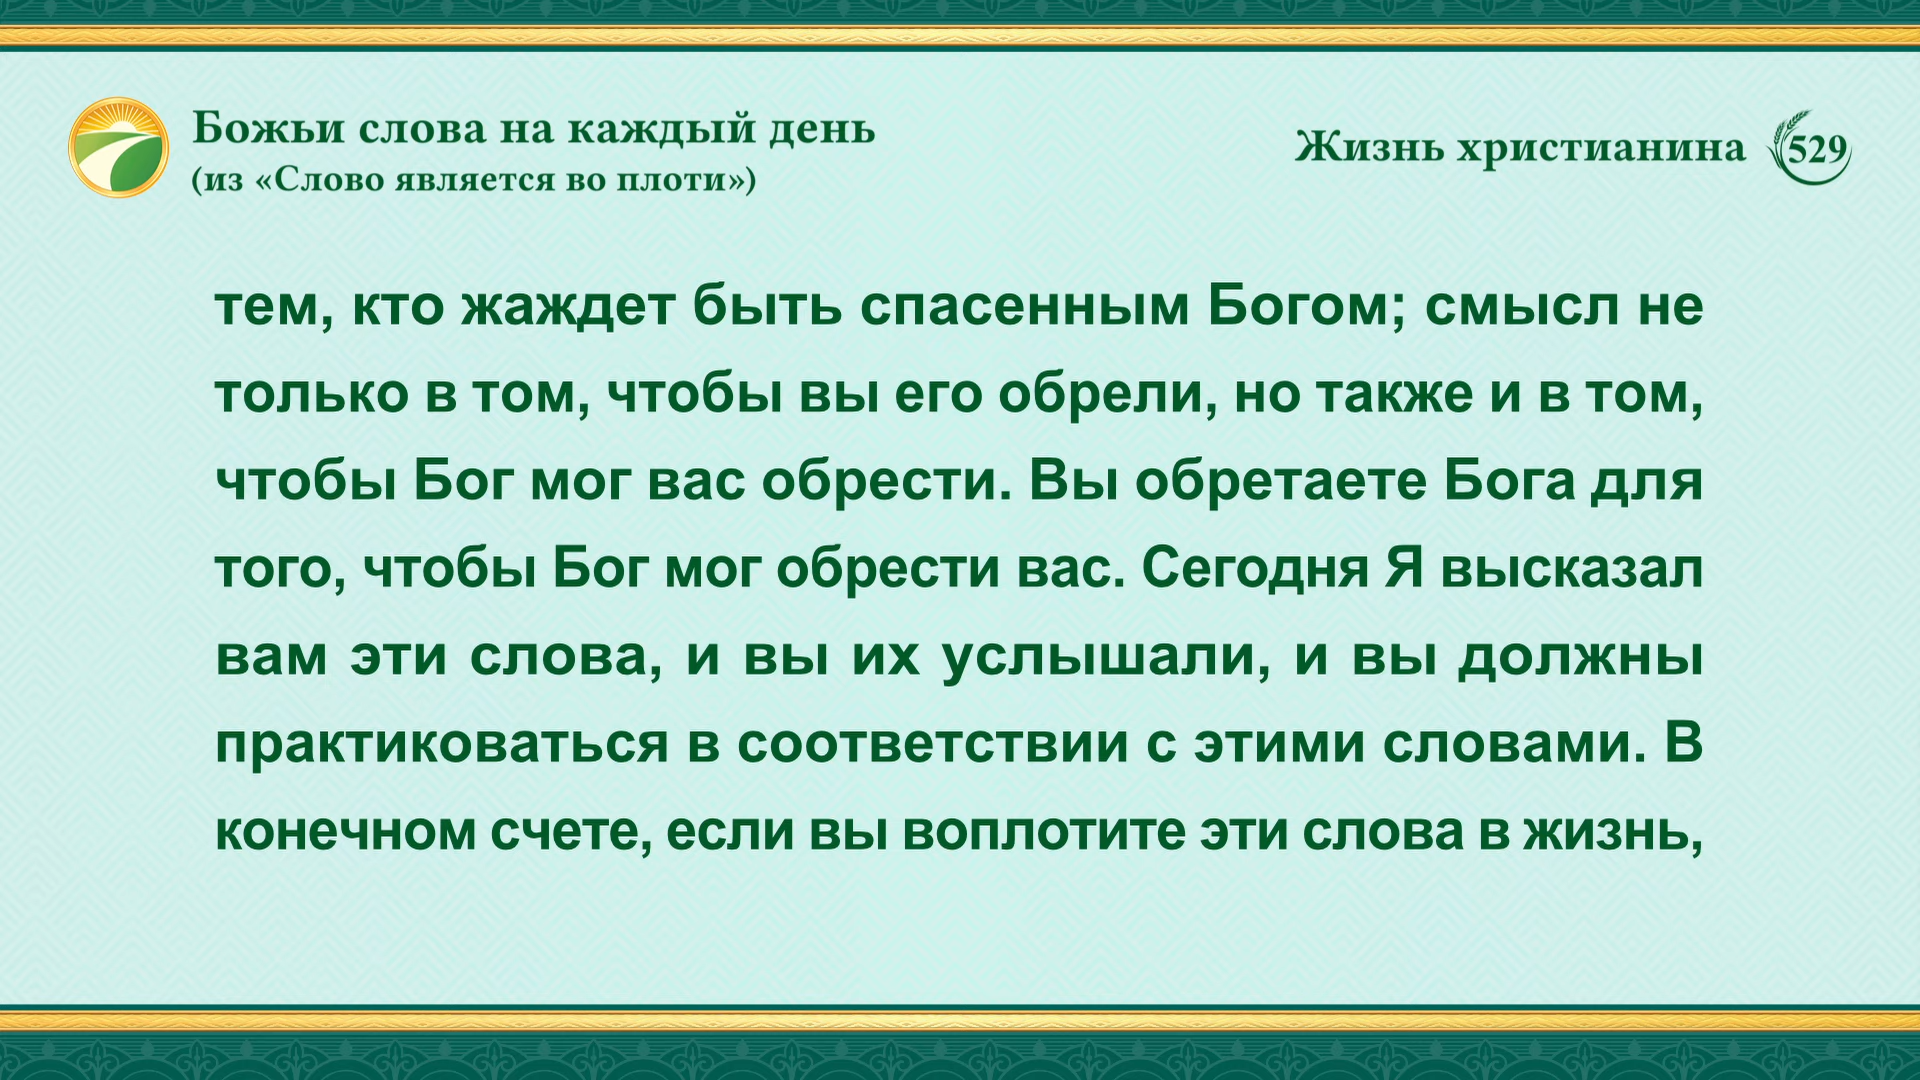 Божьи слова на каждый день
(из «Слово является во плоти»)
Жизнь христианина 529
тем, кто жаждет быть спасенным Богом; смысл не
только в том, чтобы вы его обрели, но также и в том,
чтобы Бог мог вас обрести. Вы обретаете Бога для
того, чтобы Бог мог обрести вас. Сегодня Я высказал
вам эти слова, и вы их услышали, и вы должны
практиковаться в соответствии с этими словами. В
конечном счете, если вы воплотите эти слова в жизнь,